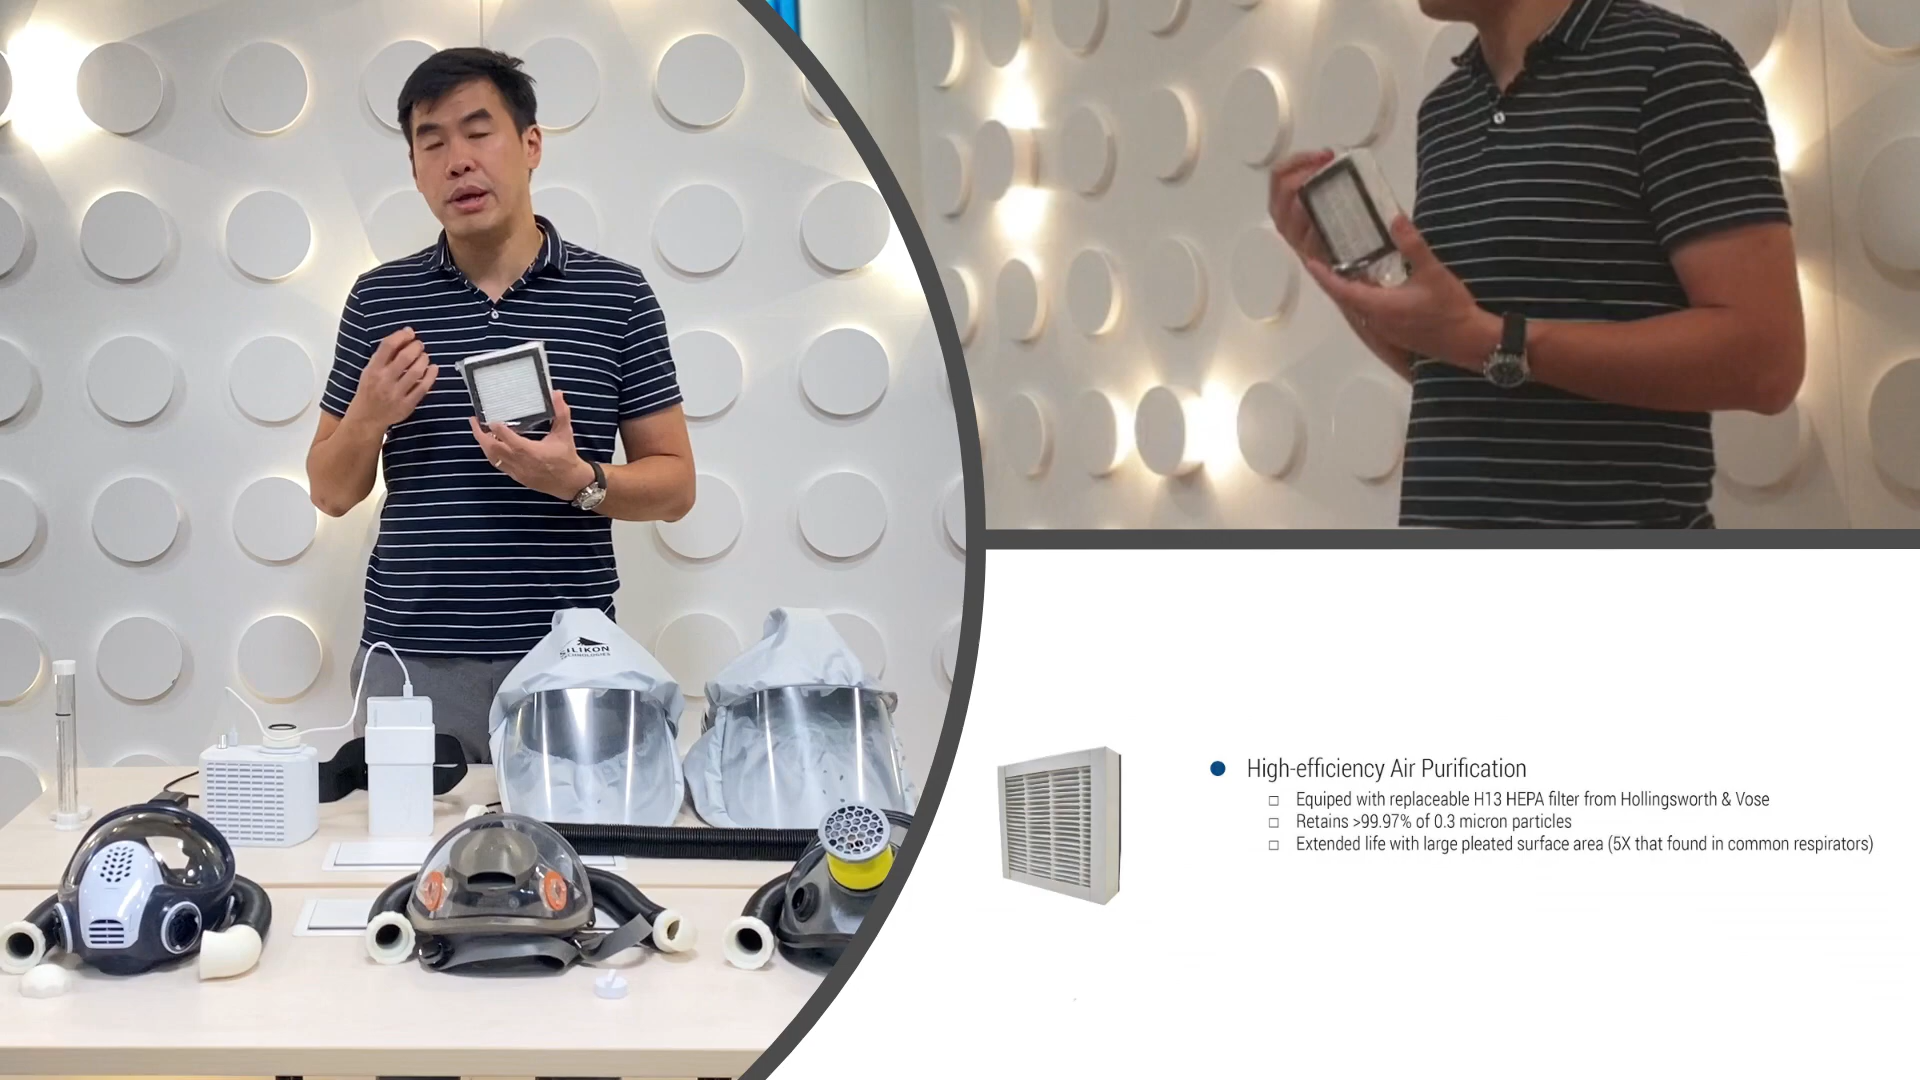 SILIKON
TECHNOLOGIES
High-efficiency Air Purification
Equiped with replaceable H13 HEPA filter from Hollingsworth & Vose
Retains >99.97% of 0.3 micron particles
Extended life with large pleated surface area (5X that found in common respirators)